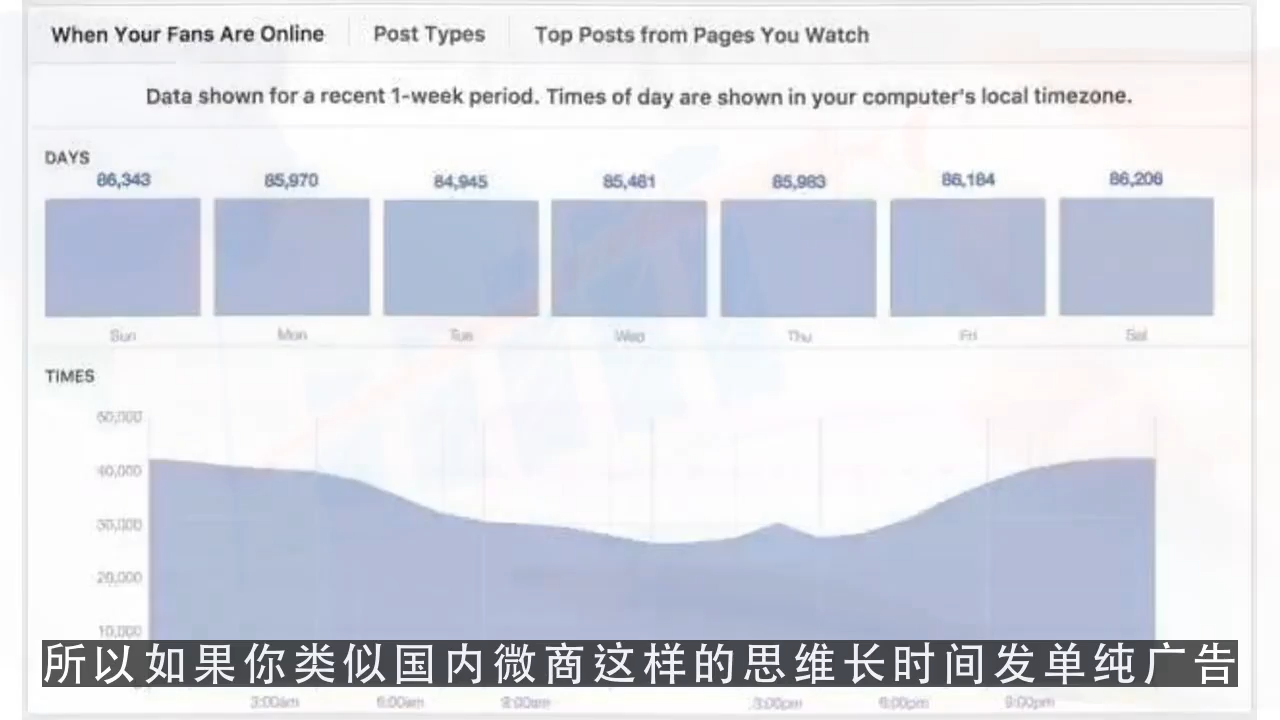 When Your Fans Are Online Post Types Top Posts from Pages You Watch
Data shown for a recent 1-week period. Times of day are shown in your computer's local timezone.
DAYS
86,343 85,970 84,945 85,461 85,983 86,184 86,206
Sun Mon Tue Wed Thu Fri Sat
TIMES
50,000
40,000
30,000
20,000
10,000
所以如果你类似国内微商这样的思维长时间发单纯广告
3:00am 6:00am 9:00am 3:00pm 6:00pm 9:00pm